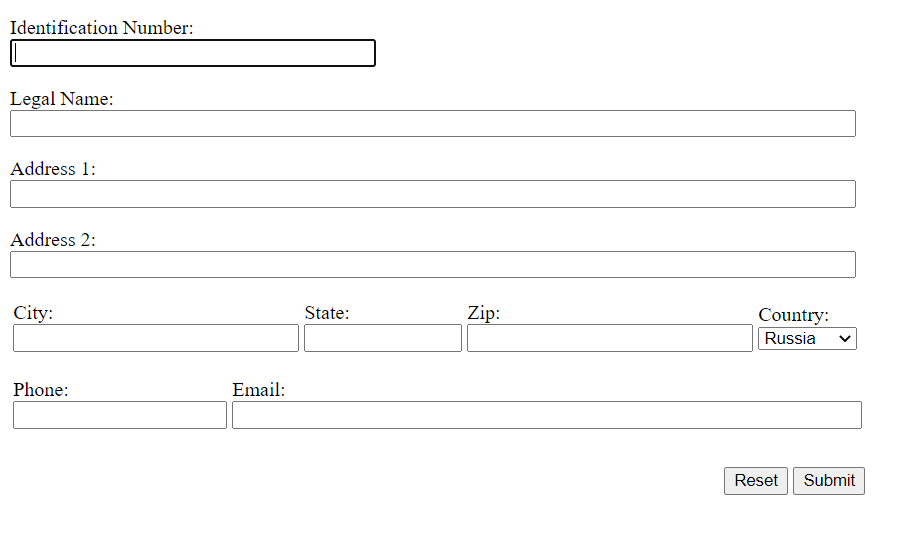 Identification Number:
Legal Name:
Address 1:
Address 2:
City: State: Zip: Country:
Russia
Phone: Email:
Reset Submit